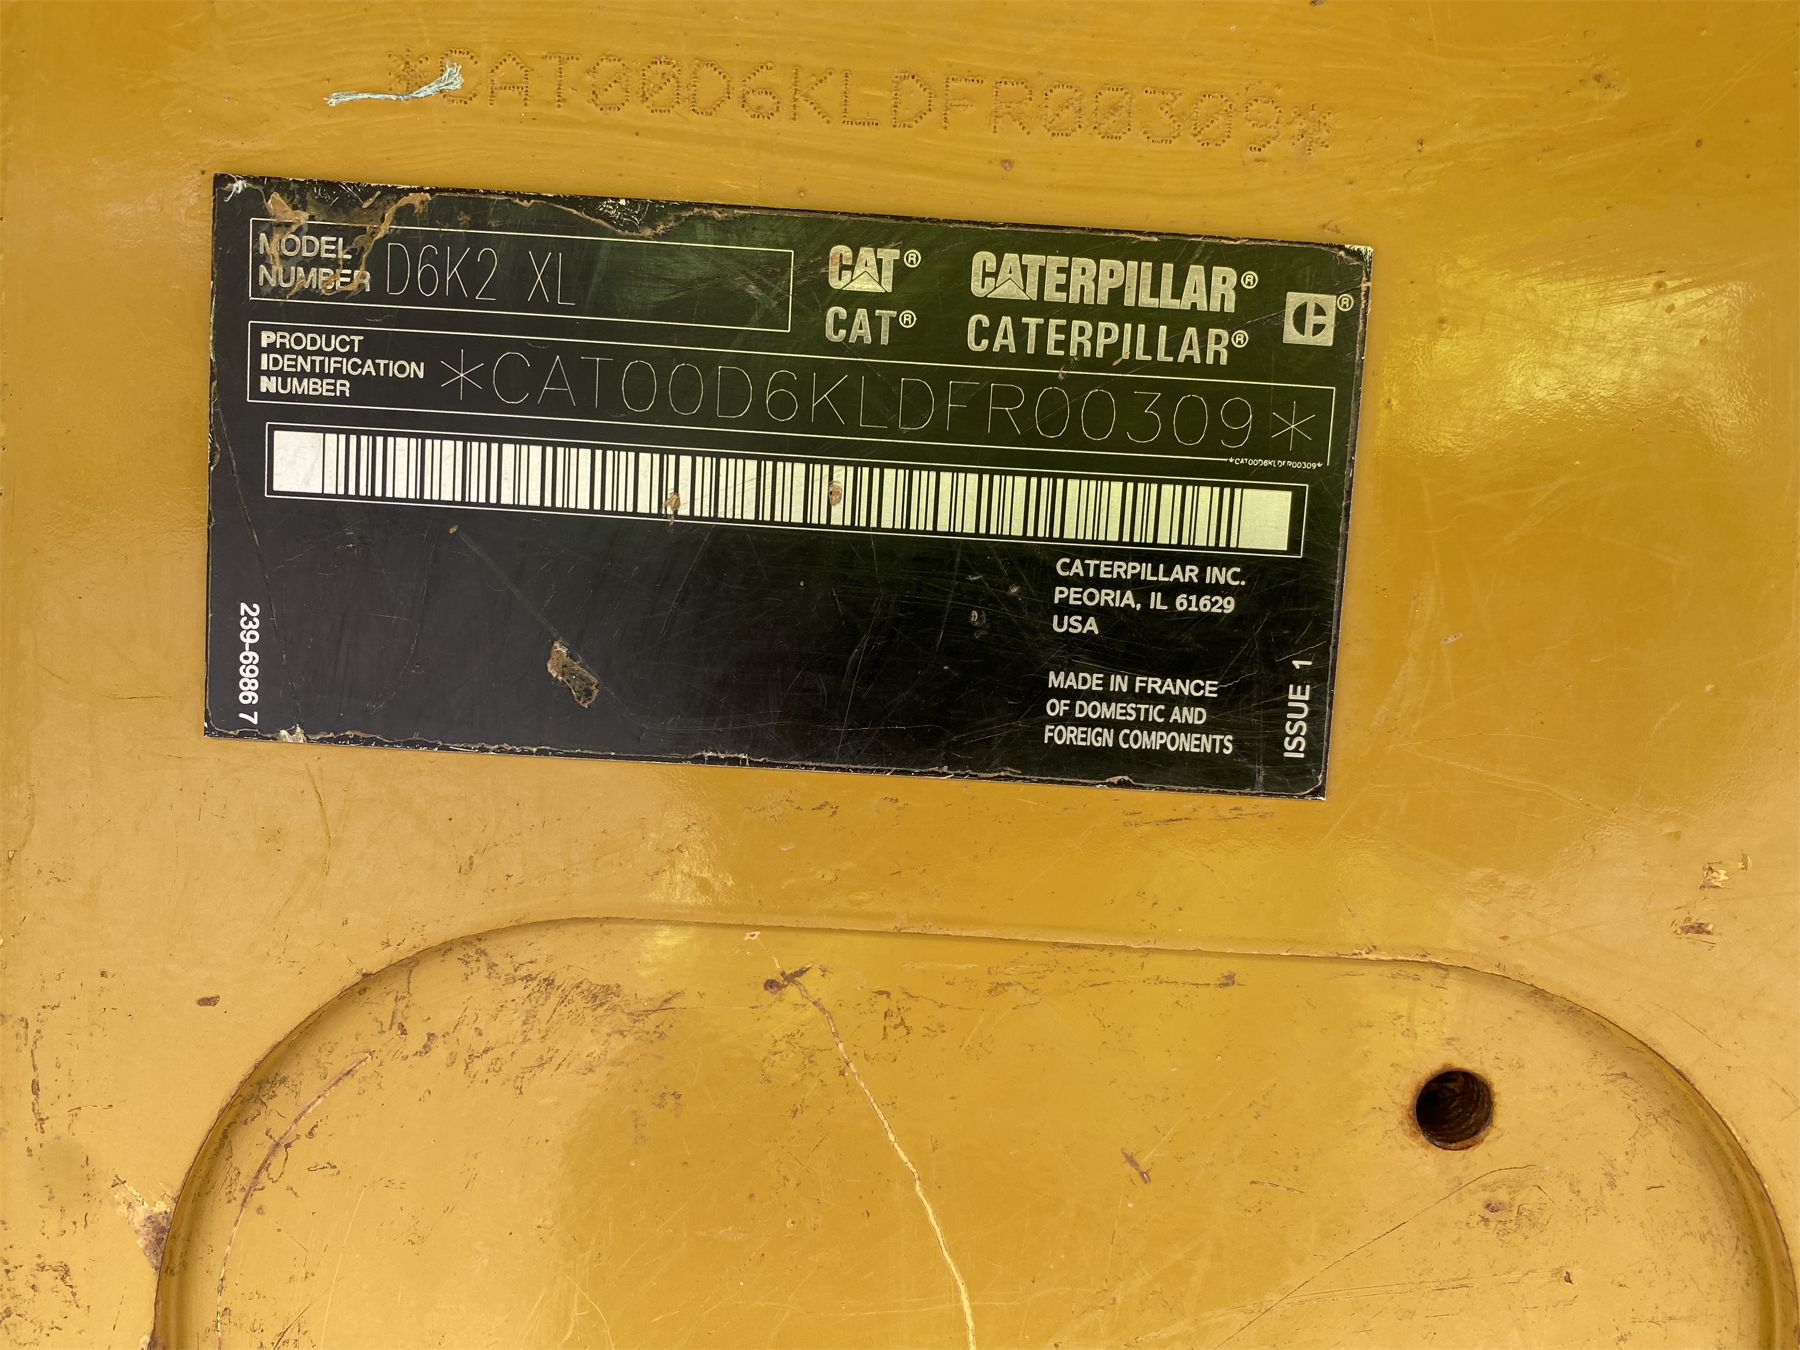 *CAT00D6KLDFR00309*
MODEL NUMBER D6K2 XL
CAT® CATERPILLAR®
CAT® CATERPILLAR®
PRODUCT IDENTIFICATION NUMBER *CAT00D6KLDFR00309*
*CAT00D6KLDFR00309*
CATERPILLAR INC.
PEORIA, IL 61629
USA
MADE IN FRANCE
OF DOMESTIC AND
FOREIGN COMPONENTS
239-6986 7
ISSUE 1